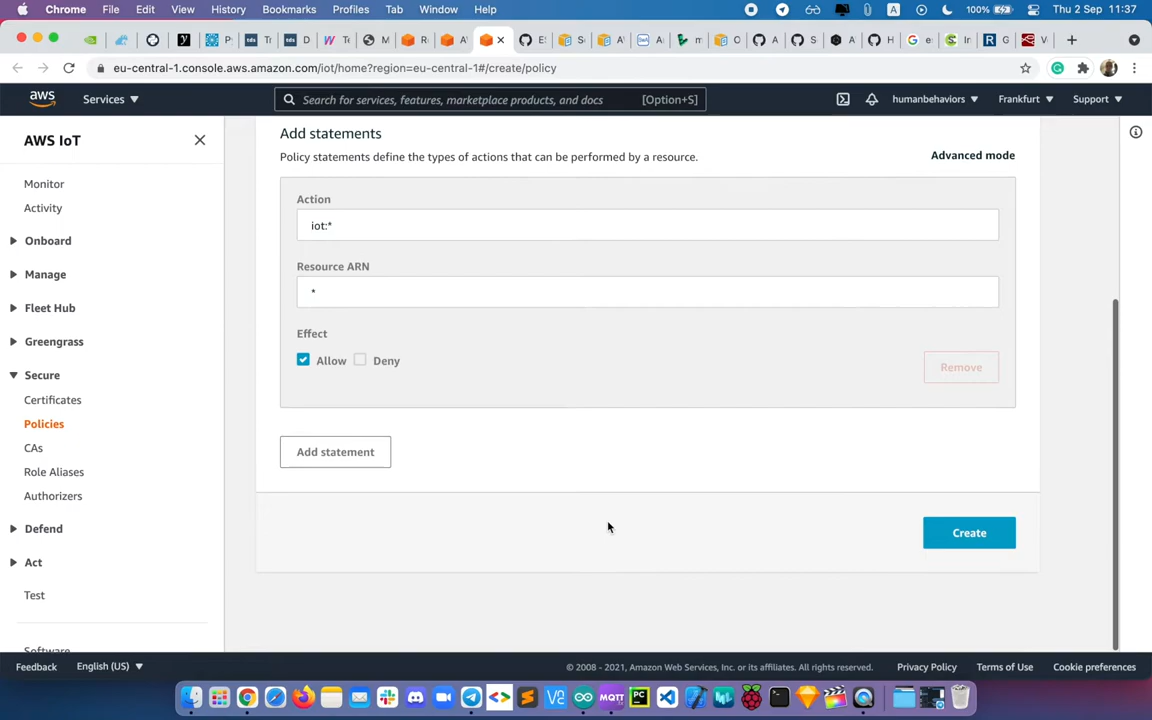 Chrome File Edit View History Bookmarks Profiles Tab Window Help
A 100% Thu 2 Sep 11:37
eu-central-1.console.aws.amazon.com/iot/home?region=eu-central-1#/create/policy
aws Services Search for services, features, marketplace products, and docs [Option+S] humanbehaviors Frankfurt Support
AWS IoT
Monitor
Activity
Onboard
Manage
Fleet Hub
Greengrass
Secure
Certificates
Policies
CAs
Role Aliases
Authorizers
Defend
Act
Test
Software
Add statements
Policy statements define the types of actions that can be performed by a resource.
Advanced mode
Action
iot:*
Resource ARN
*
Effect
Allow Deny
Remove
Add statement
Create
Feedback English (US) © 2008 - 2021, Amazon Web Services, Inc. or its affiliates. All rights reserved. Privacy Policy Terms of Use Cookie preferences